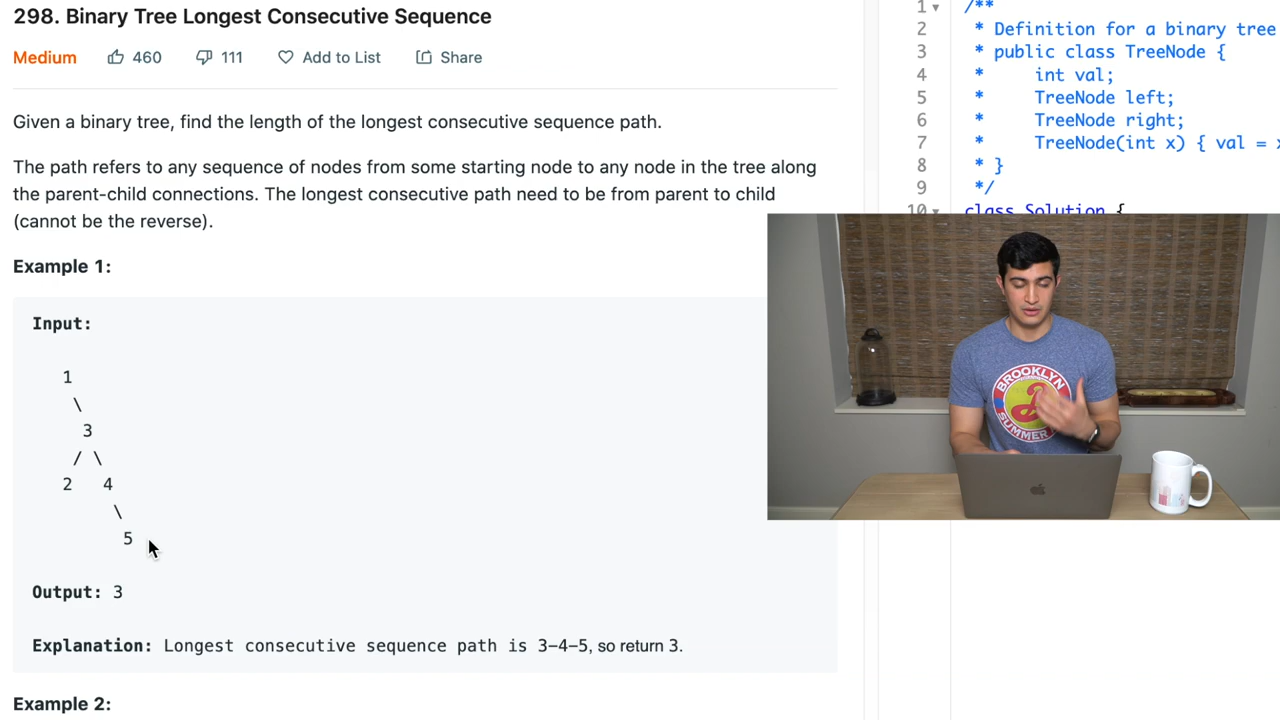 298. Binary Tree Longest Consecutive Sequence
Medium 460 111 Add to List Share
Given a binary tree, find the length of the longest consecutive sequence path.
The path refers to any sequence of nodes from some starting node to any node in the tree along
the parent-child connections. The longest consecutive path need to be from parent to child
(cannot be the reverse).
Example 1:
Input:
1
\
3
/ \
2 4
\
5
Output: 3
Explanation: Longest consecutive sequence path is 3-4-5, so return 3.
Example 2:
1 /**
2 * Definition for a binary tree
3 * public class TreeNode {
4 * int val;
5 * TreeNode left;
6 * TreeNode right;
7 * TreeNode(int x) { val = x
8 * }
9 */
10 class Solution {
BROOKLYN
SUMMER